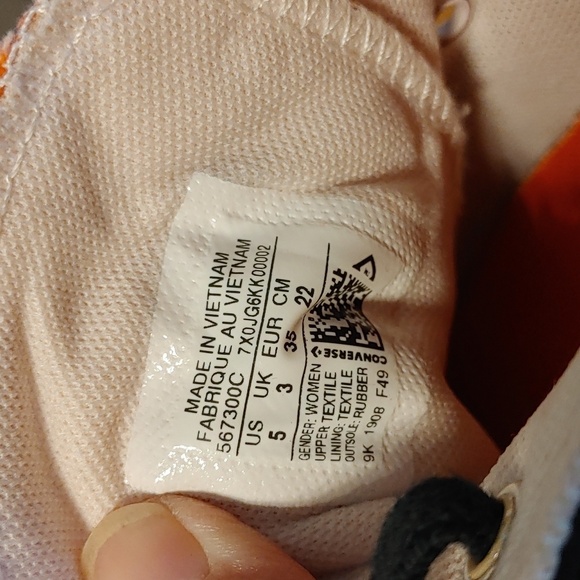 MADE IN VIETNAM
FABRIQUE AU VIETNAM
567300C 7X0JG6KK00002
US UK EUR CM
5 3 35 22
CONVERSE
GENDER: WOMEN
UPPER TEXTILE
LINING: TEXTILE
OUTSOLE: RUBBER
9K 1908 F49